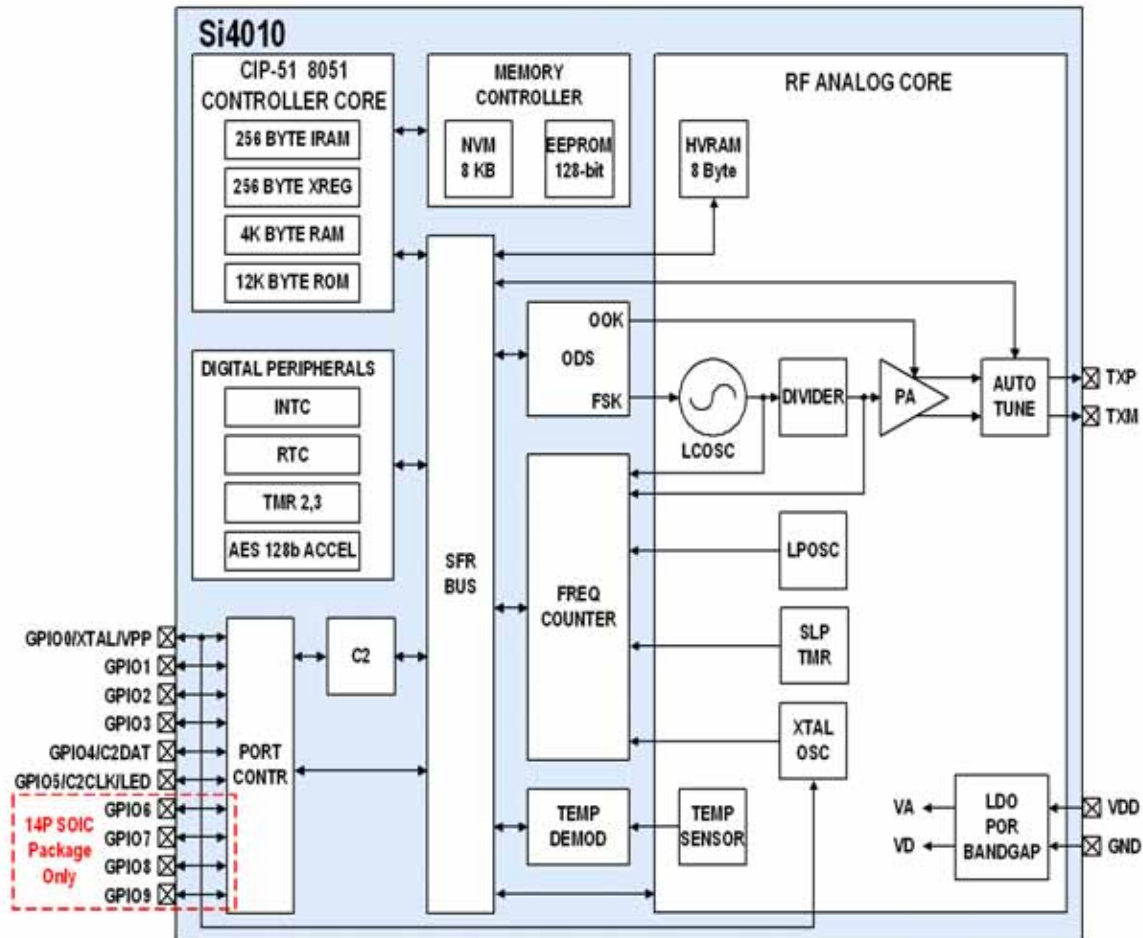 Si4010
CIP-51 8051
CONTROLLER CORE
256 BYTE IRAM
256 BYTE XREG
4K BYTE RAM
12K BYTE ROM
MEMORY
CONTROLLER
NVM
8 KB
EEPROM
128-bit
RF ANALOG CORE
HVRAM
8 Byte
DIGITAL PERIPHERALS
INTC
RTC
TMR 2,3
AES 128b ACCEL
SFR
BUS
OOK
ODS
FSK
LCOSC
DIVIDER
PA
AUTO
TUNE
TXP
TXM
FREQ
COUNTER
LPOSC
SLP
TMR
XTAL
OSC
GPIO0/XTAL/VPP
GPIO1
GPIO2
GPIO3
GPIO4/C2DAT
GPIO5/C2CLK/LED
GPIO6
GPIO7
GPIO8
GPIO9
14P SOIC
Package
Only
PORT
CONTR
C2
TEMP
DEMOD
TEMP
SENSOR
VA
VD
LDO
POR
BANDGAP
VDD
GND